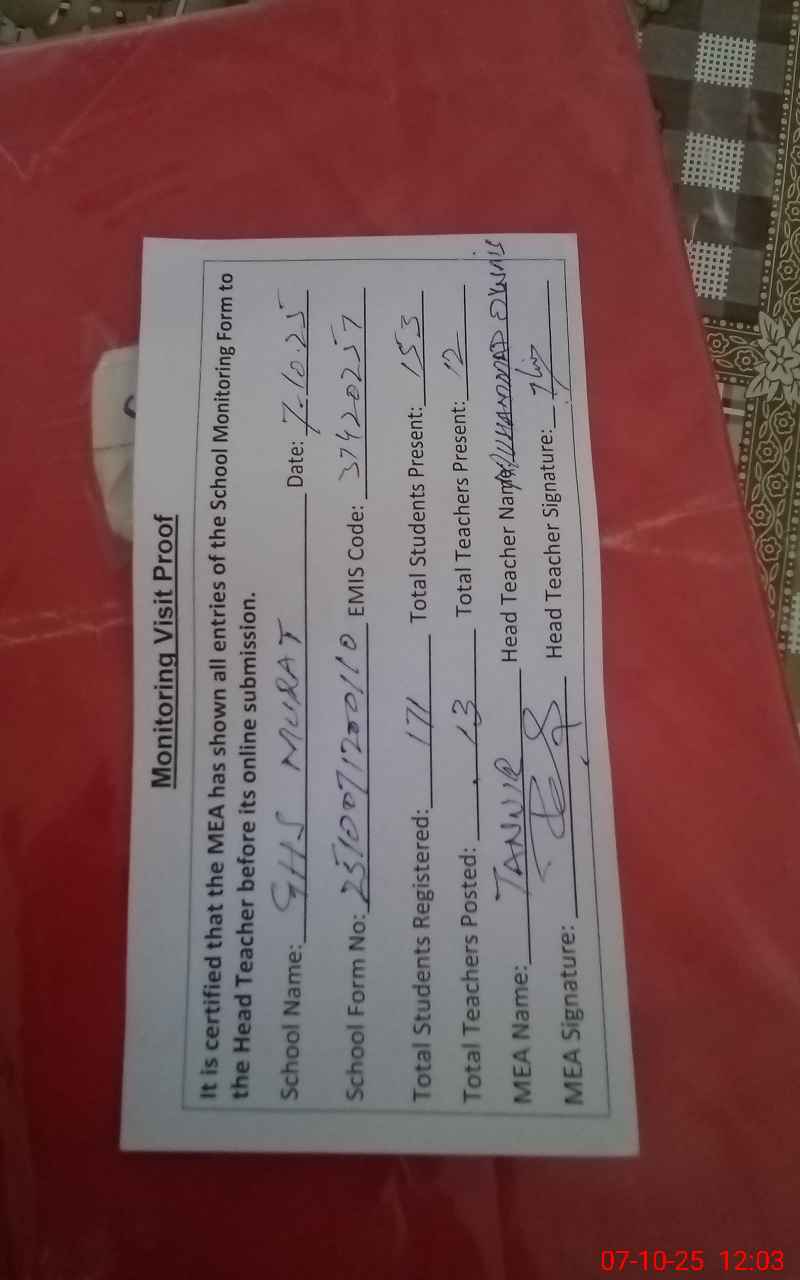 Monitoring Visit Proof
It is certified that the MEA has shown all entries of the School Monitoring Form to
the Head Teacher before its online submission.
School Name: GHS MURAT Date: 7-10-25
School Form No: 2510071200110 EMIS Code: 37420257
Total Students Registered: 171 Total Students Present: 153
Total Teachers Posted: 13 Total Teachers Present: 12
MEA Name: TANVIR Head Teacher Name: MUHAMMAD
MEA Signature: Head Teacher Signature:
07-10-25 12:03